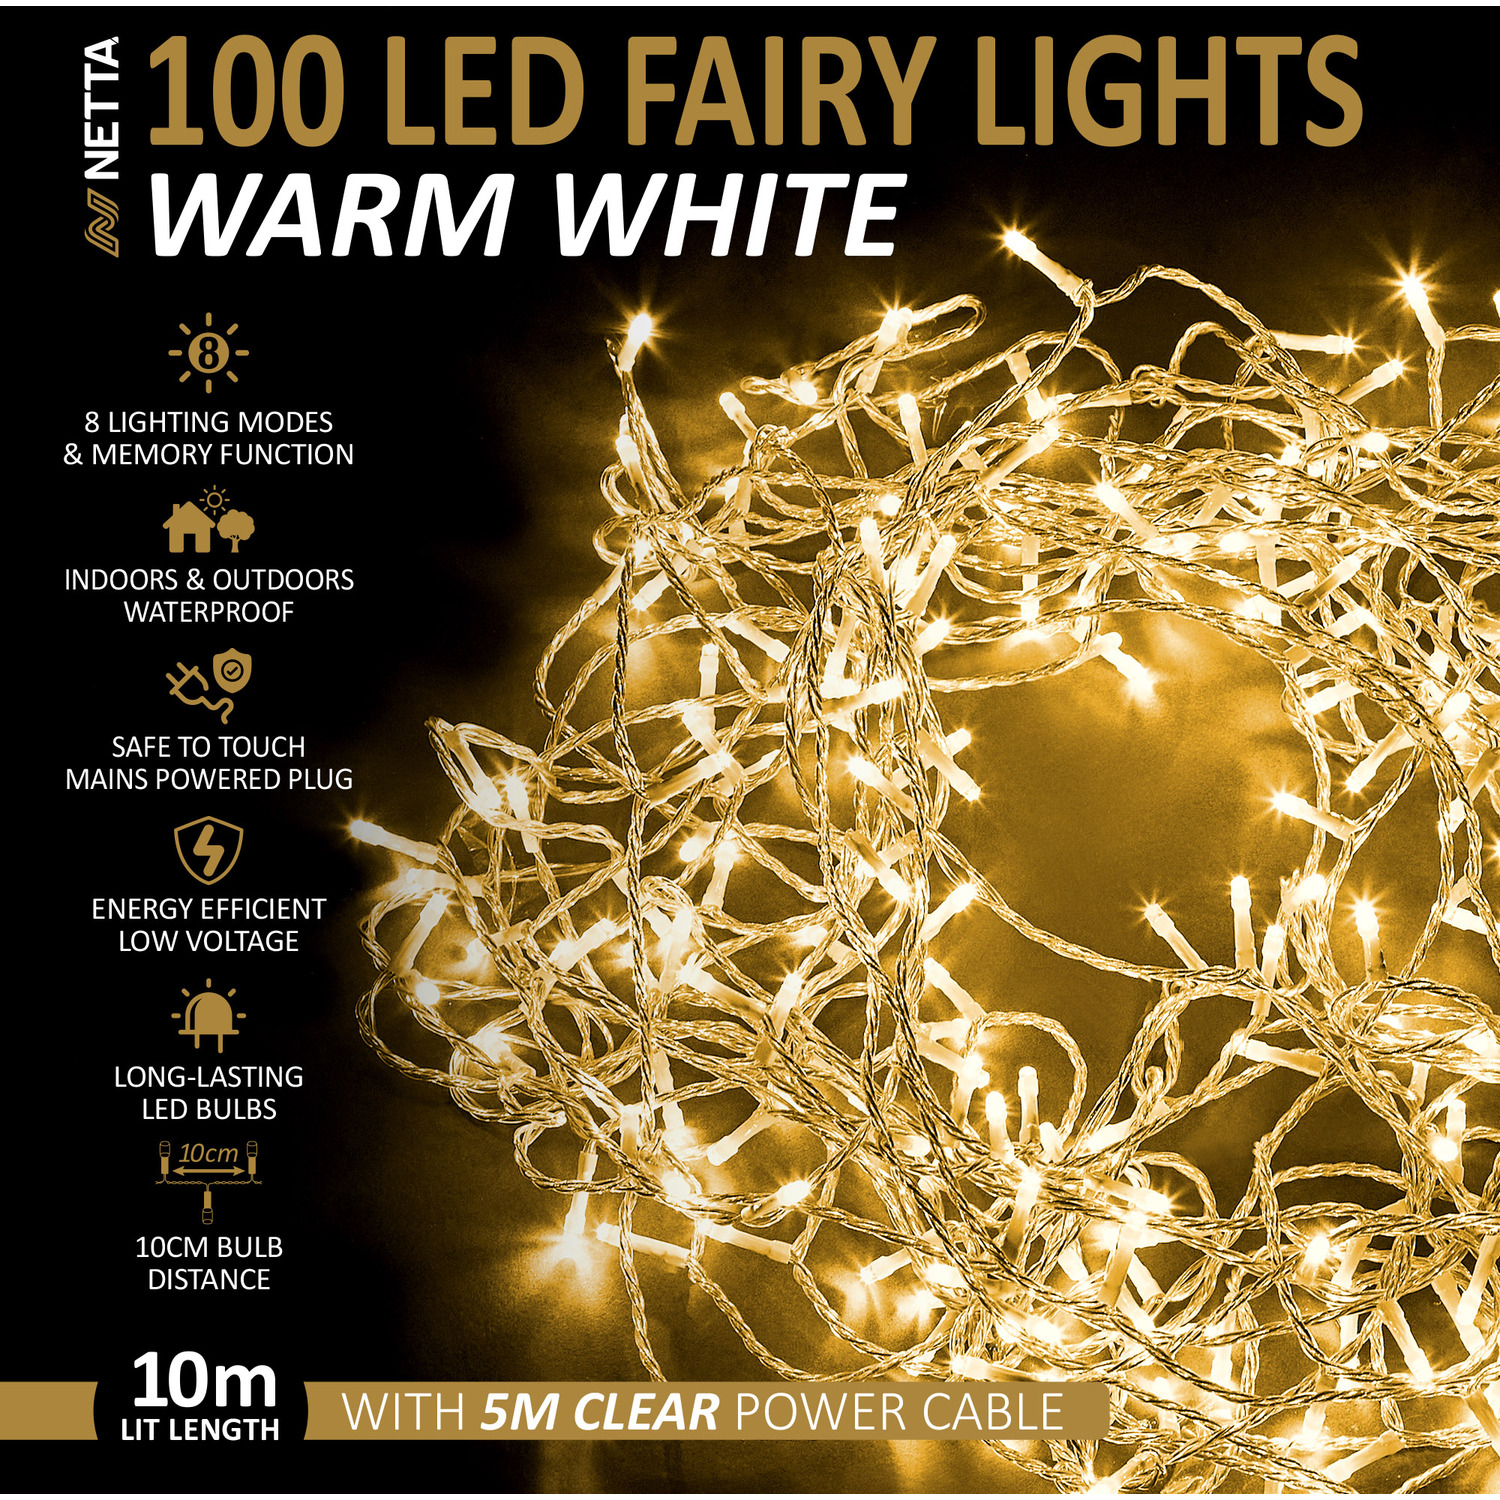 NETTA
100 LED FAIRY LIGHTS
WARM WHITE
8
8 LIGHTING MODES
& MEMORY FUNCTION
INDOORS & OUTDOORS
WATERPROOF
SAFE TO TOUCH
MAINS POWERED PLUG
ENERGY EFFICIENT
LOW VOLTAGE
LONG-LASTING
LED BULBS
10cm
10CM BULB
DISTANCE
10m
LIT LENGTH
WITH 5M CLEAR POWER CABLE